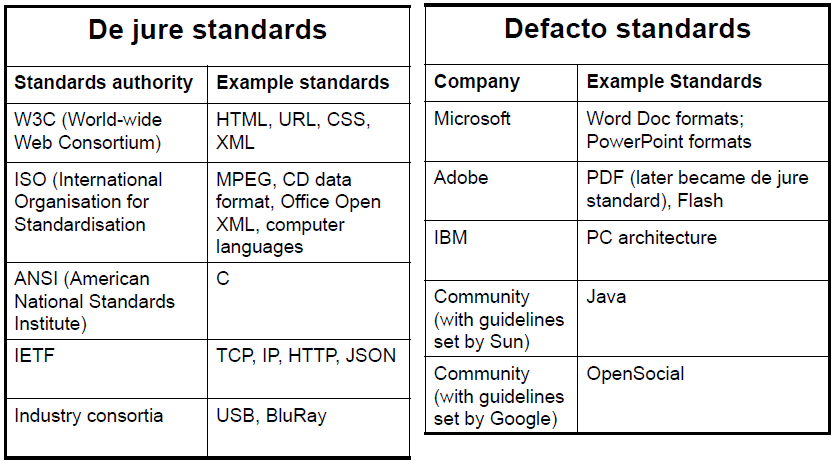 De jure standards
Standards authority
Example standards
W3C (World-wide
Web Consortium)
HTML, URL, CSS,
XML
ISO (International
Organisation for
Standardisation
MPEG, CD data
format, Office Open
XML, computer
languages
ANSI (American
National Standards
Institute)
C
IETF
TCP, IP, HTTP, JSON
Industry consortia
USB, BluRay
Defacto standards
Company
Example Standards
Microsoft
Word Doc formats;
PowerPoint formats
Adobe
PDF (later became de jure
standard), Flash
IBM
PC architecture
Community
(with guidelines
set by Sun)
Java
Community
(with guidelines
set by Google)
OpenSocial